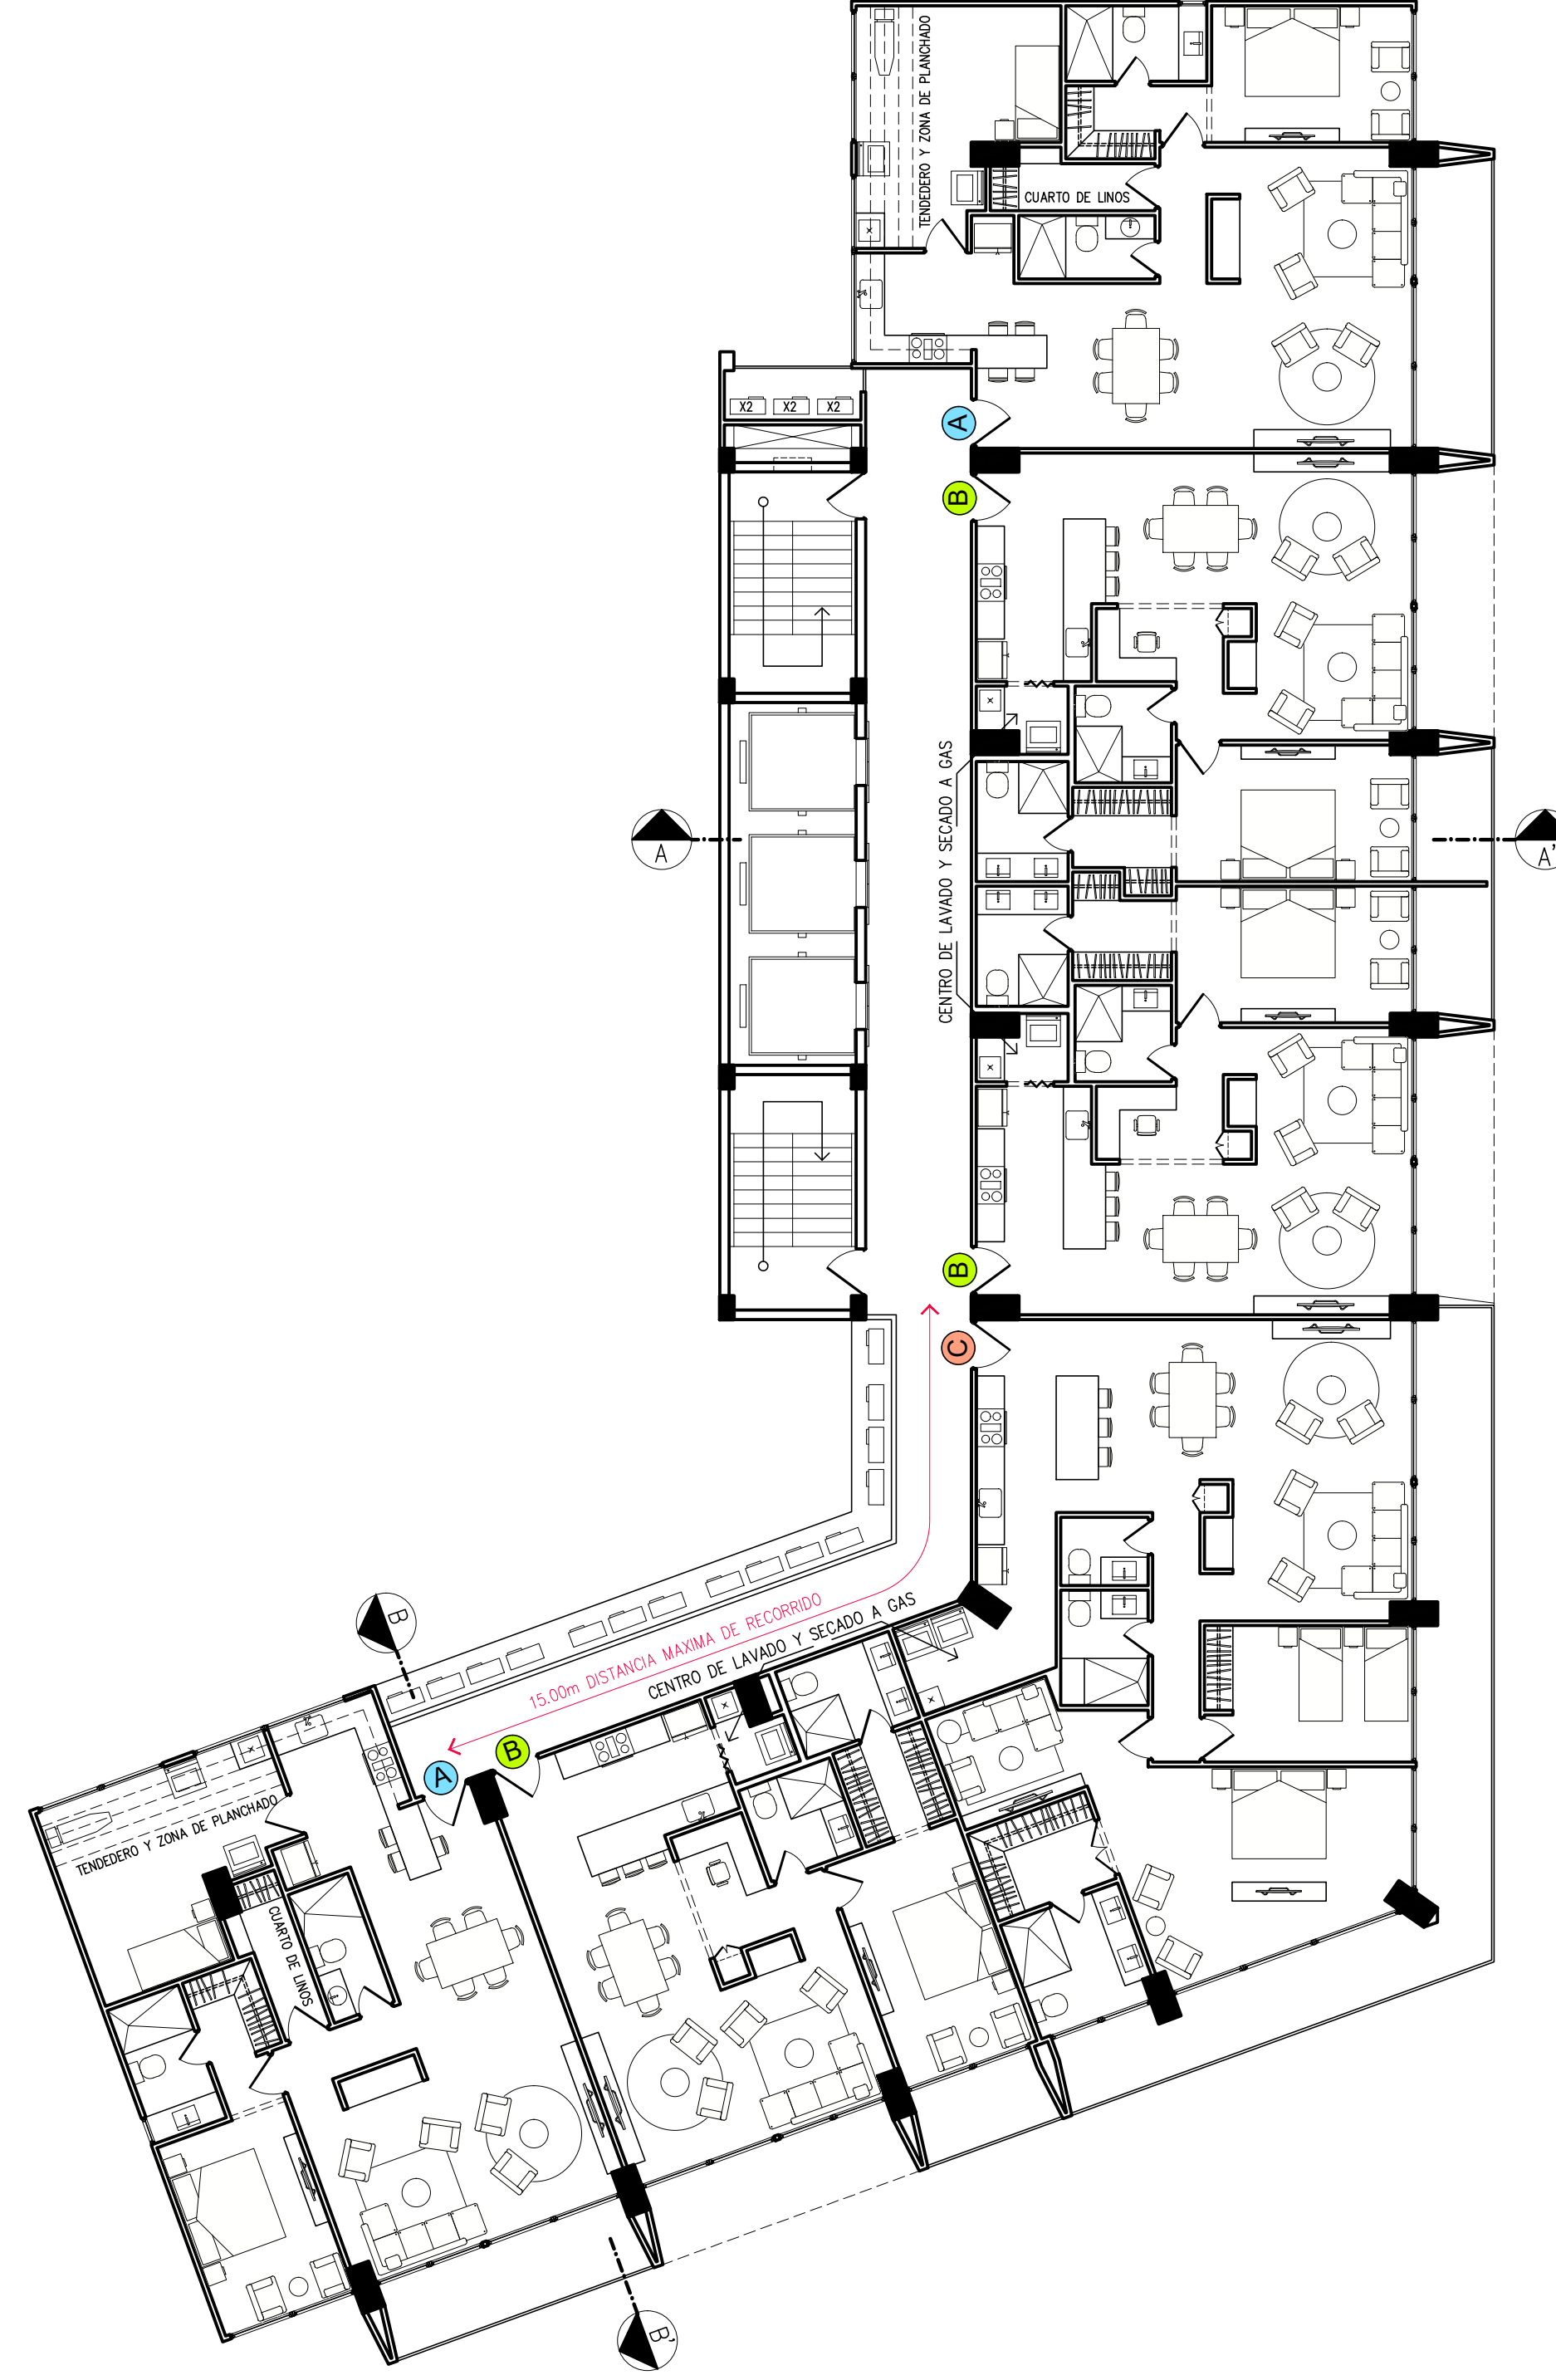 TENDEDERO Y ZONA DE PLANCHADO
CUARTO DE LINOS
X2
X2
X2
A
B
CENTRO DE LAVADO Y SECADO A GAS
A
A'
B
C
15.00m DISTANCIA MAXIMA DE RECORRIDO
CENTRO DE LAVADO Y SECADO A GAS
B
B
A
TENDEDERO Y ZONA DE PLANCHADO
CUARTO DE LINOS
B'